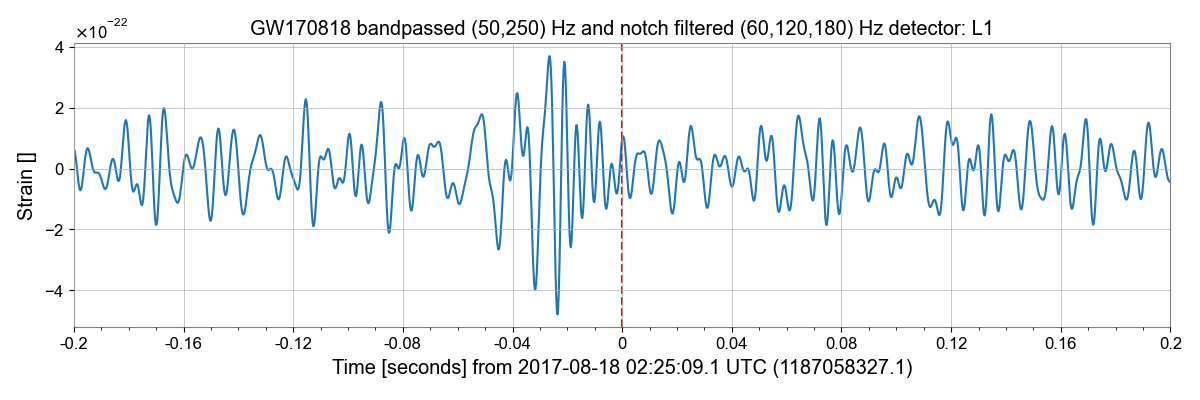 GW170818 bandpassed (50,250) Hz and notch filtered (60,120,180) Hz detector: L1
×10⁻²²
4
2
0
−2
−4
Strain []
-0.2 -0.16 -0.12 -0.08 -0.04 0 0.04 0.08 0.12 0.16 0.2
Time [seconds] from 2017-08-18 02:25:09.1 UTC (1187058327.1)